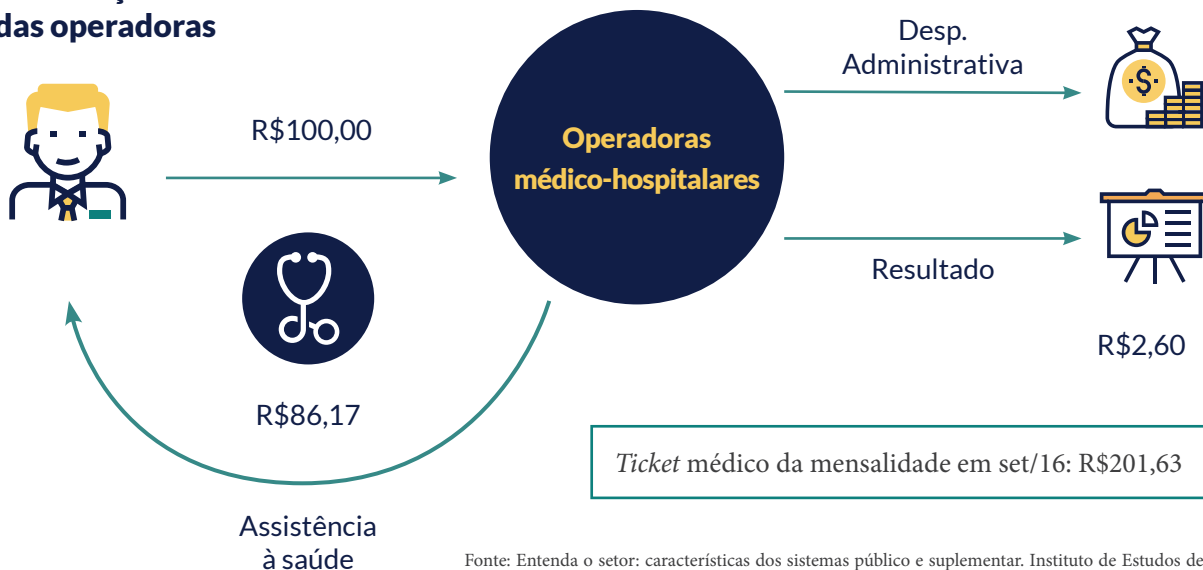 das operadoras
R$100,00
Operadoras
médico-hospitalares
Desp.
Administrativa
$
Resultado
R$2,60
R$86,17
Ticket médico da mensalidade em set/16: R$201,63
Assistência
à saúde
Fonte: Entenda o setor: características dos sistemas público e suplementar. Instituto de Estudos de